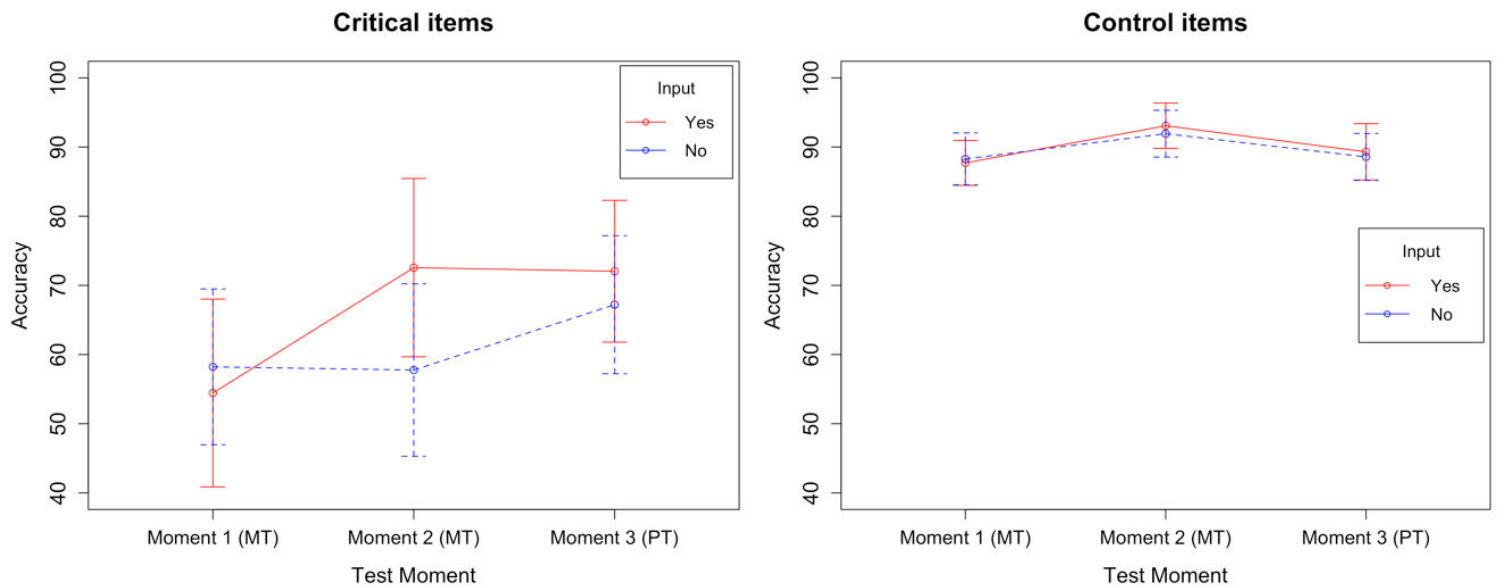 Critical items
Accuracy
100
90
80
70
60
50
40
Input
Yes
No
Moment 1 (MT) Moment 2 (MT) Moment 3 (PT)
Test Moment
Control items
Accuracy
100
90
80
70
60
50
40
Input
Yes
No
Moment 1 (MT) Moment 2 (MT) Moment 3 (PT)
Test Moment